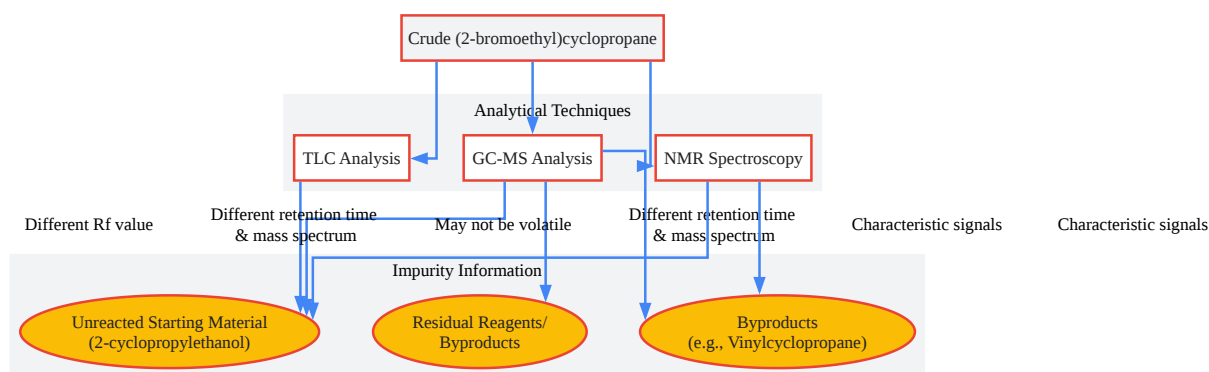 Crude (2-bromoethyl)cyclopropane
Analytical Techniques
TLC Analysis
GC-MS Analysis
NMR Spectroscopy
Different Rf value
Different retention time
& mass spectrum
May not be volatile
Different retention time
& mass spectrum
Characteristic signals
Characteristic signals
Impurity Information
Unreacted Starting Material
(2-cyclopropylethanol)
Residual Reagents/
Byproducts
Byproducts
(e.g., Vinylcyclopropane)